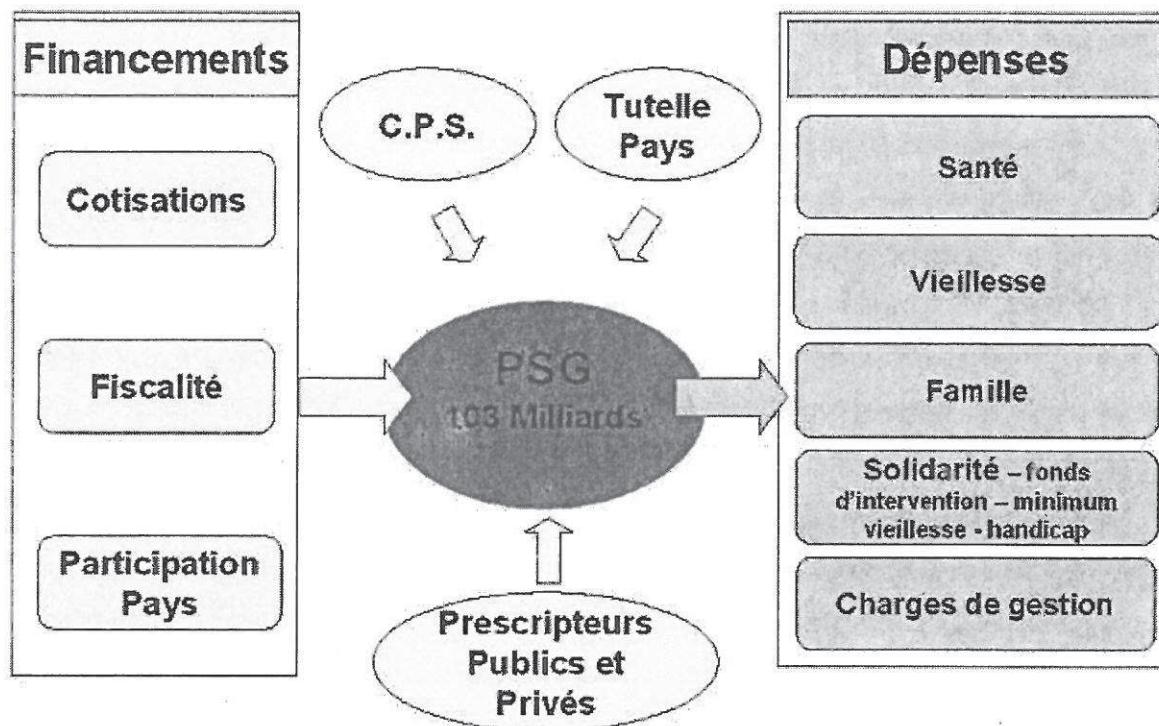 Financements
Cotisations
Fiscalité
Participation
Pays
C.P.S.
Tutelle
Pays
PSG
103 Milliards
Prescripteurs
Publics et
Privés
Dépenses
Santé
Vieillesse
Famille
Solidarité – fonds
d'intervention – minimum
vieillesse - handicap
Charges de gestion